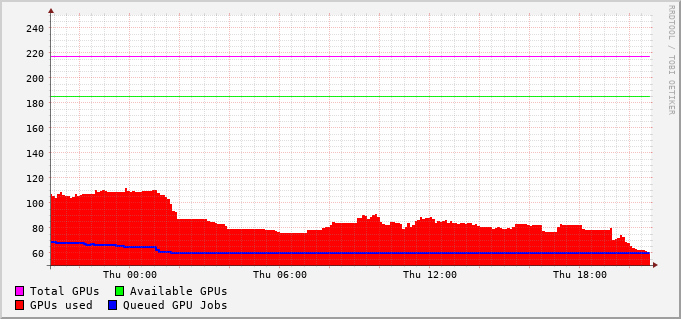 240
220
200
180
160
140
120
100
80
60
Thu 00:00 Thu 06:00 Thu 12:00 Thu 18:00
Total GPUs Available GPUs
GPUs used Queued GPU Jobs
RRDTOOL / TOBI OETIKER